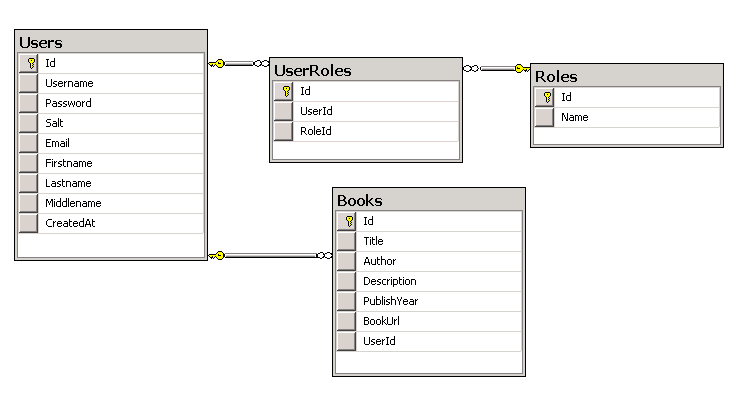 Users
Id
Username
Password
Salt
Email
Firstname
Lastname
Middlename
CreatedAt
UserRoles
Id
UserId
RoleId
Roles
Id
Name
Books
Id
Title
Author
Description
PublishYear
BookUrl
UserId